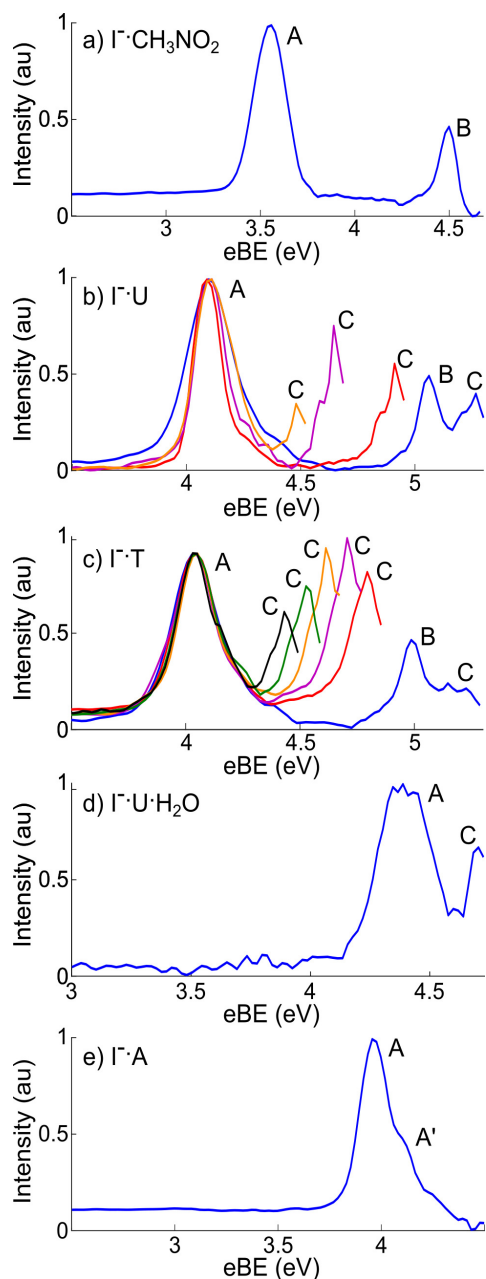 a) I⁻·CH₃NO₂
A
B
1
0.5
0
Intensity (au)
3
3.5
4
4.5
eBE (eV)
b) I⁻·U
A
C
C
C
B
C
1
0.5
0
Intensity (au)
4
4.5
5
eBE (eV)
c) I⁻·T
A
C
C
C
C
C
B
C
1
0.5
0
Intensity (au)
4
4.5
5
eBE (eV)
d) I⁻·U·H₂O
A
C
1
0.5
0
Intensity (au)
3
3.5
4
4.5
eBE (eV)
e) I⁻·A
A
A'
1
0.5
0
Intensity (au)
3
3.5
4
eBE (eV)